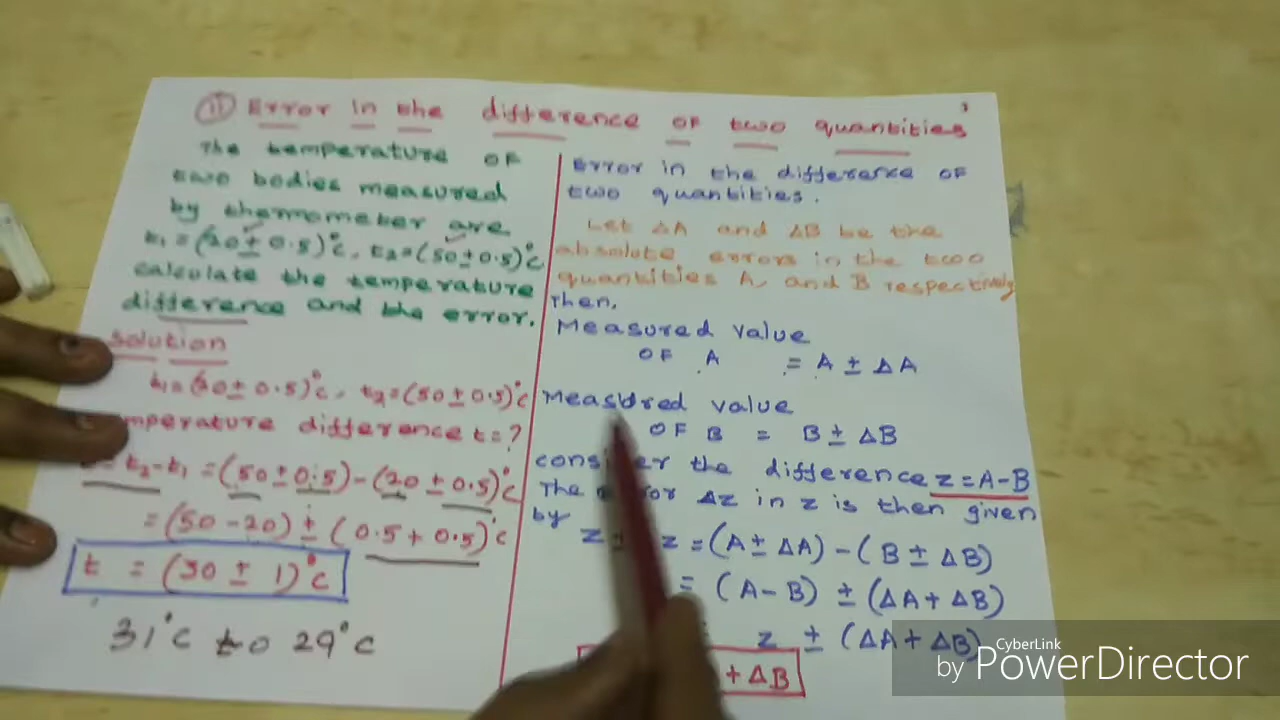 ii Error in the difference of two quantities
The temperature of
two bodies measured
by thermometer are
t₁=(20±0.5)°c, t₂=(50±0.5)°c
calculate the temperature
difference and the error.
solution
t₁=(20±0.5)°c, t₂=(50±0.5)°c
difference t=?
t₂-t₁ =(50±0.5)-(20±0.5)°c
=(50-20)±(0.5+0.5)°c
t =(30±1)°c
31°c to 29°c
Error in the difference of
two quantities.
Let ΔA and ΔB be the
absolute errors in the two
quantities A, and B respectively
Then,
Measured value
of A = A ± ΔA
Measured value
of B = B ± ΔB
the difference z=A-B
The ΔZ in z is then given
by
z ± z =(A±ΔA)-(B±ΔB)
= (A-B) ± (ΔA+ΔB)
z ± (ΔA+ΔB)
+ ΔB
CyberLink
by PowerDirector